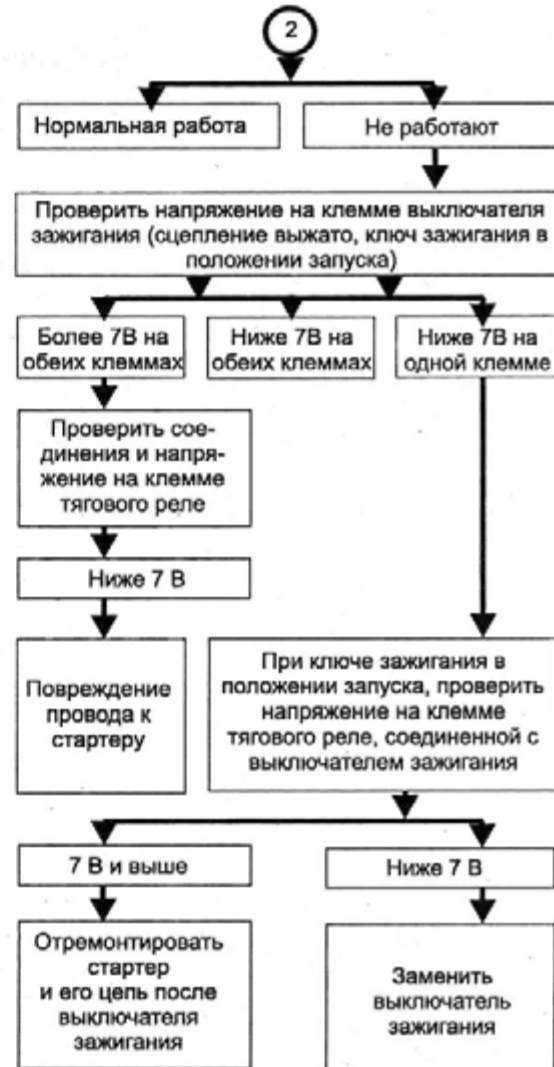 2
Нормальная работа
Не работают
Проверить напряжение на клемме выключателя
зажигания (сцепление выжато, ключ зажигания в
положении запуска)
Более 7В на
обеих клеммах
Ниже 7В на
обеих клеммах
Ниже 7В на
одной клемме
Проверить сое-
динения и напря-
жение на клемме
тягового реле
Ниже 7 В
Повреждение
провода к
стартеру
При ключе зажигания в
положении запуска, проверить
напряжение на клемме
тягового реле, соединенной с
выключателем зажигания
7 В и выше
Ниже 7 В
Отремонтировать
стартер
и его цепь после
выключателя
зажигания
Заменить
выключатель
зажигания